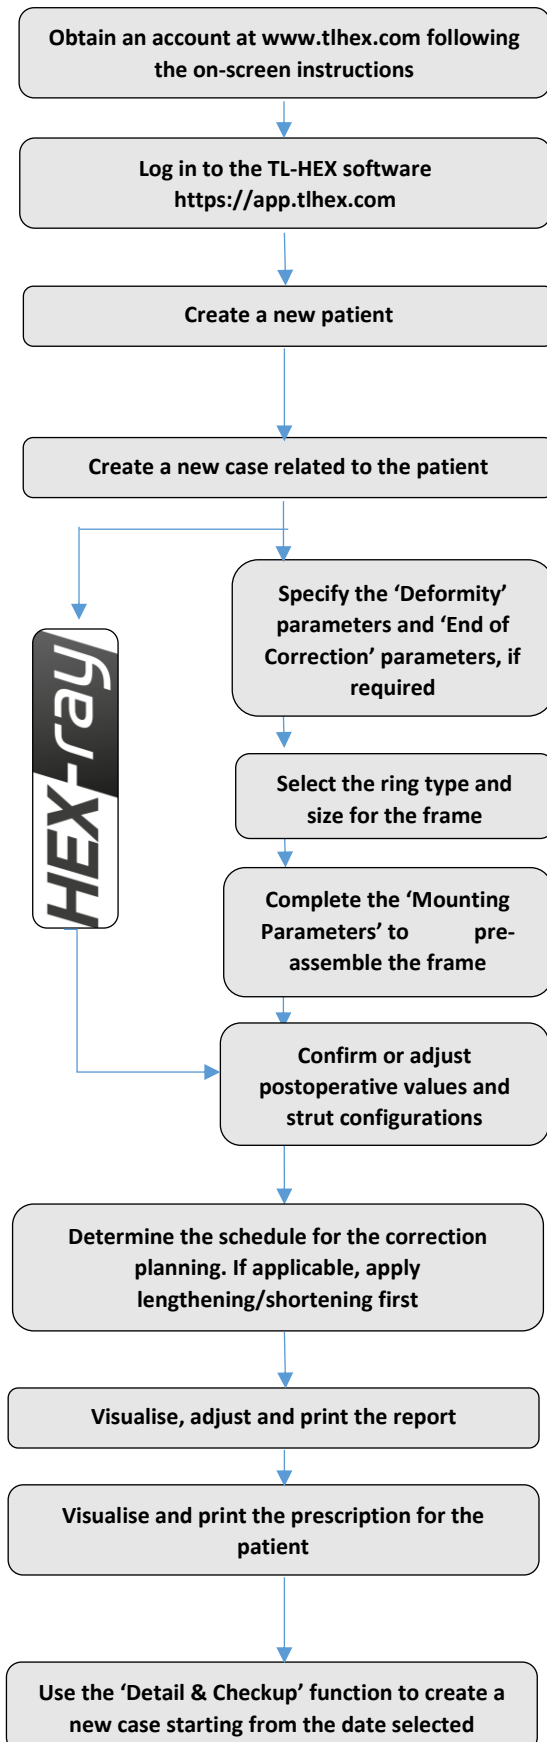 Obtain an account at www.tlhex.com following
the on-screen instructions
Log in to the TL-HEX software
https://app.tlhex.com
Create a new patient
Create a new case related to the patient
HEX-ray
Specify the ‘Deformity’
parameters and ‘End of
Correction’ parameters, if
required
Select the ring type and
size for the frame
Complete the ‘Mounting
Parameters’ to pre-
assemble the frame
Confirm or adjust
postoperative values and
strut configurations
Determine the schedule for the correction
planning. If applicable, apply
lengthening/shortening first
Visualise, adjust and print the report
Visualise and print the prescription for the
patient
Use the ‘Detail & Checkup’ function to create a
new case starting from the date selected